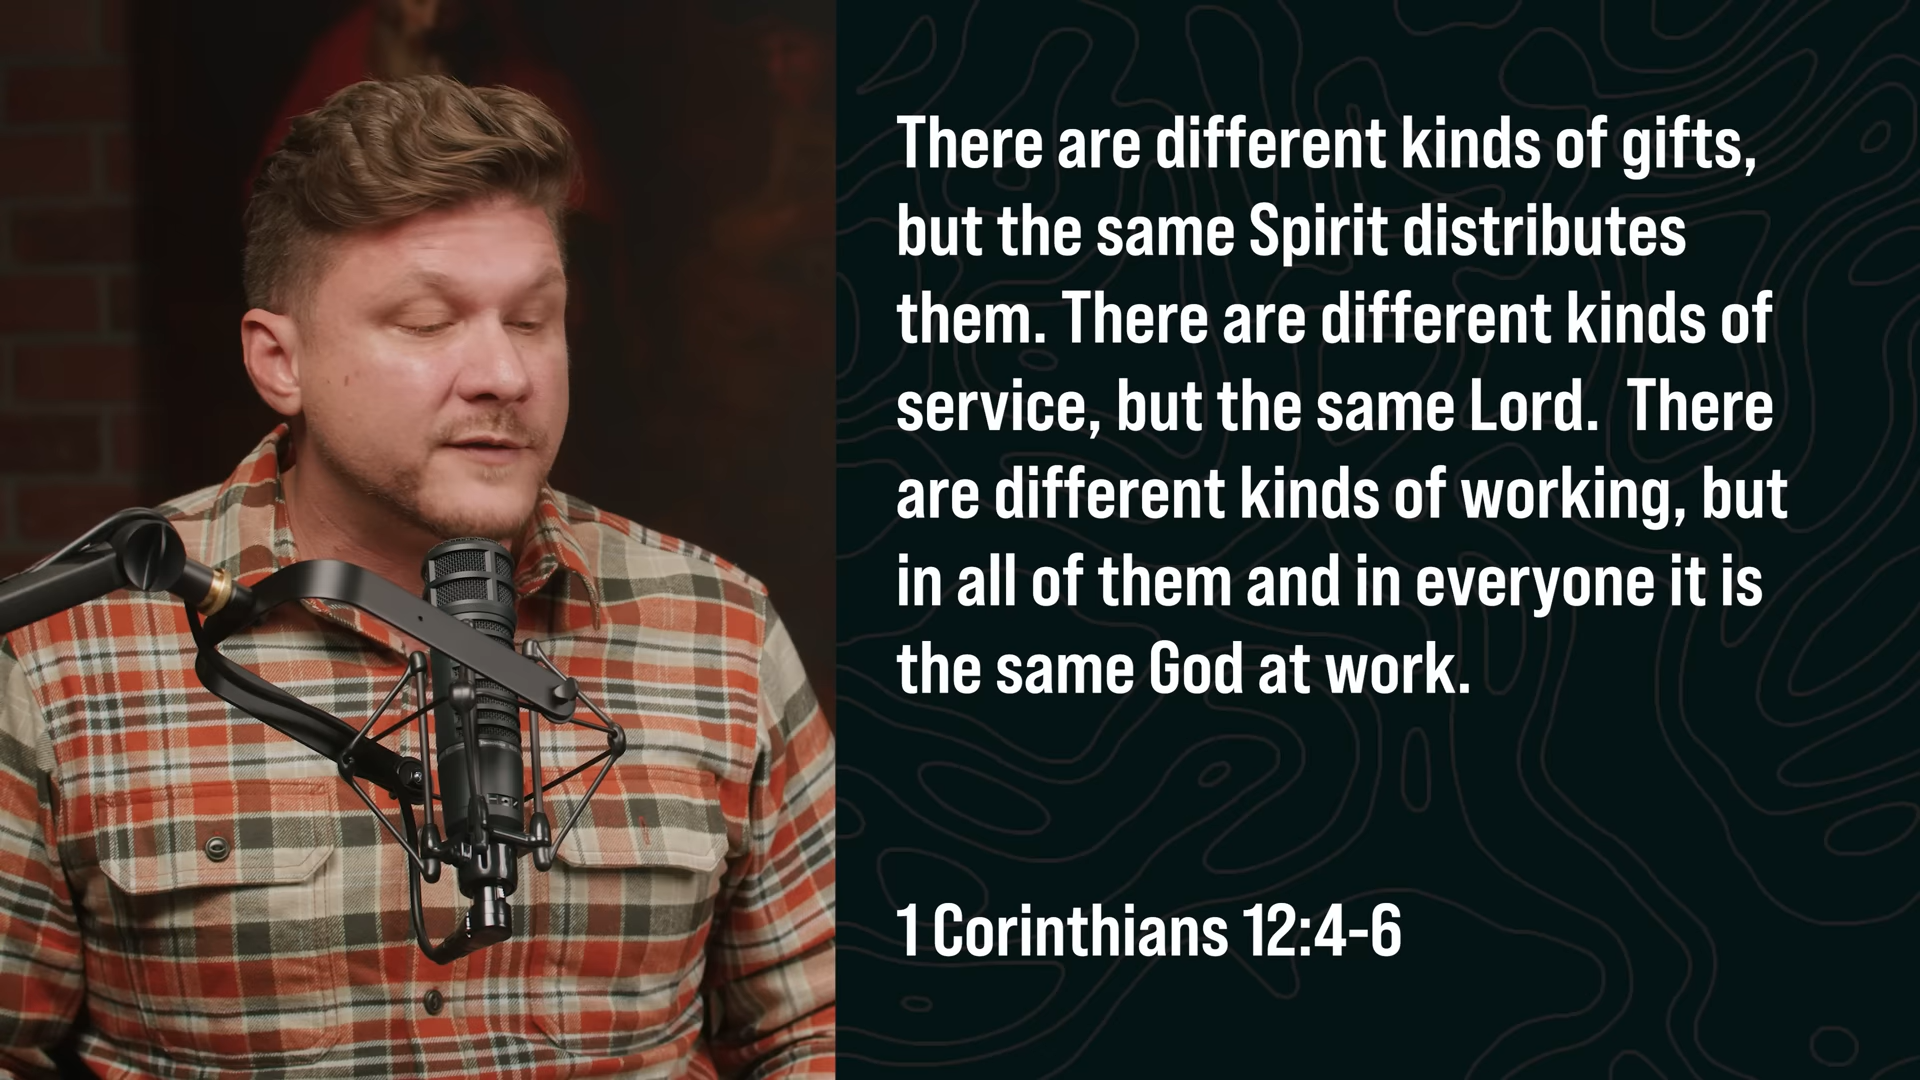 There are different kinds of gifts,
but the same Spirit distributes
them. There are different kinds of
service, but the same Lord.  There
are different kinds of working, but
in all of them and in everyone it is
the same God at work.
1 Corinthians 12:4-6